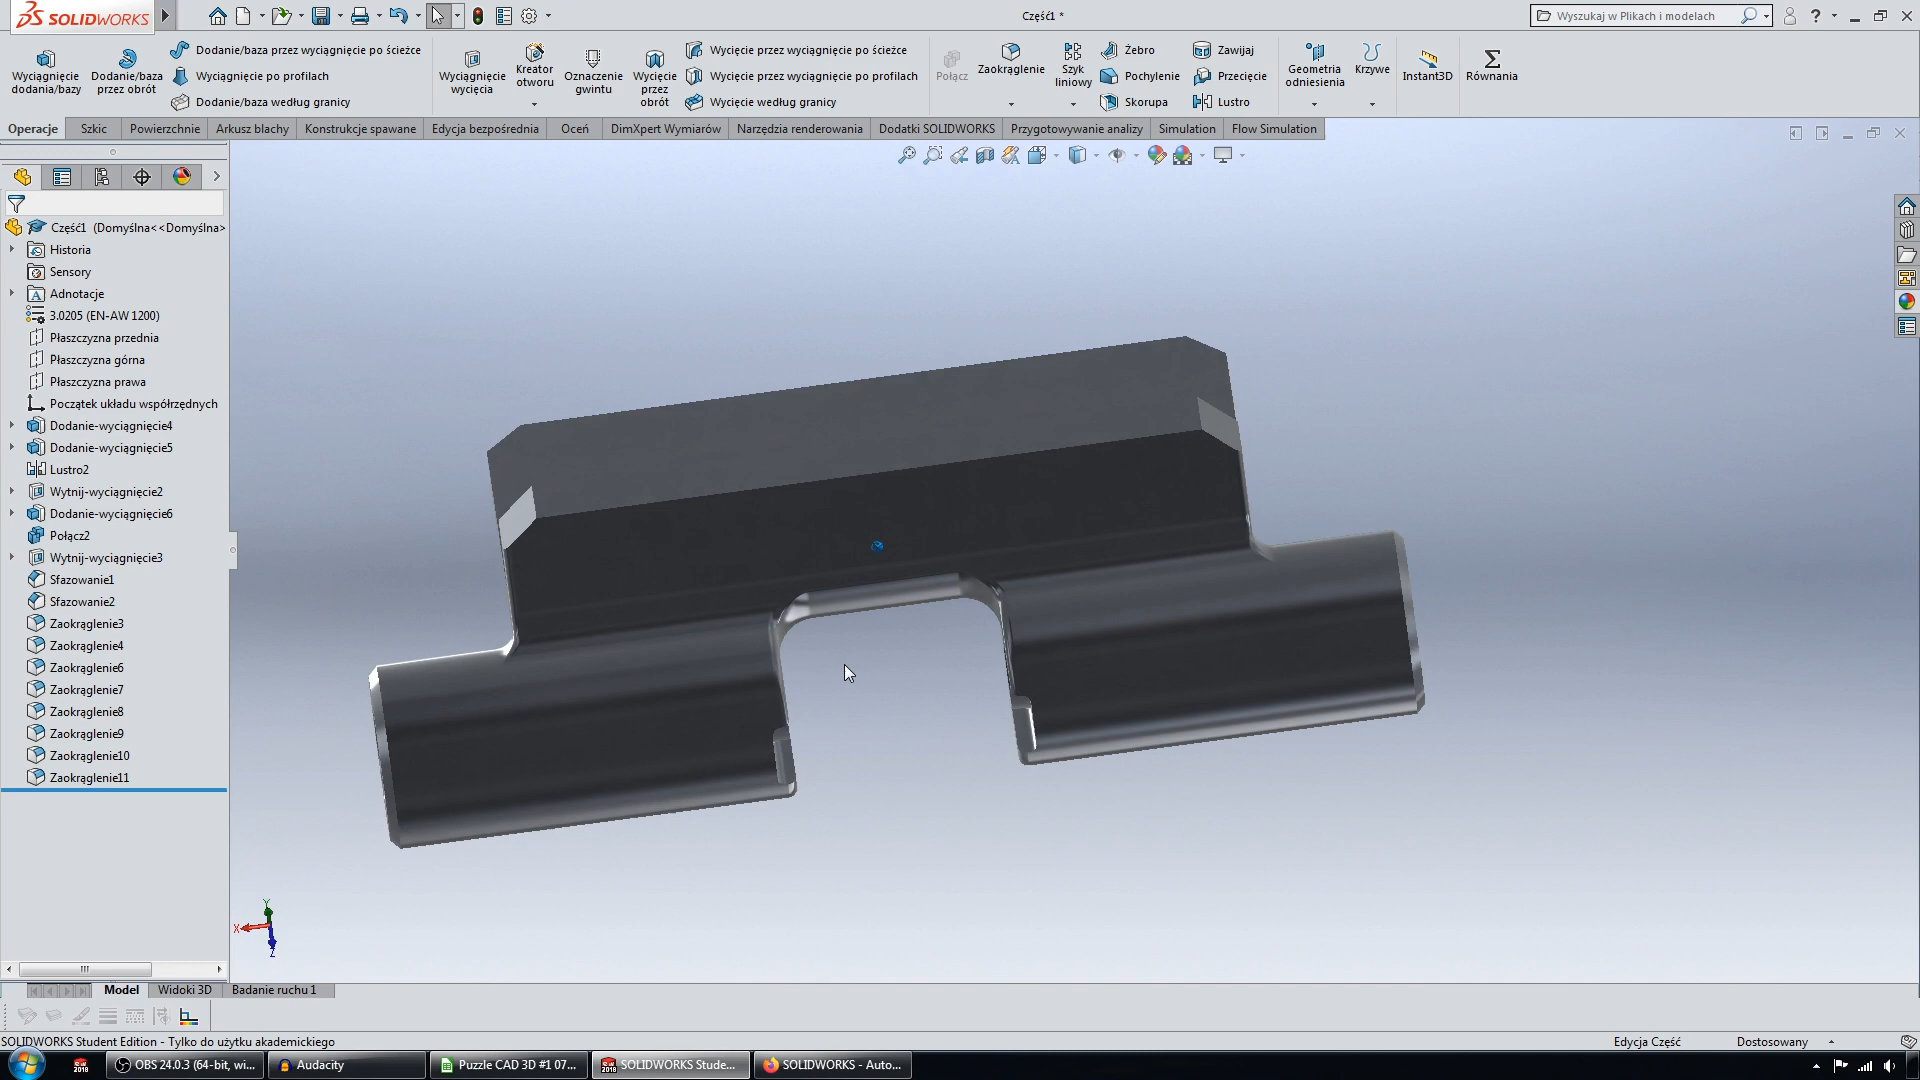 SOLIDWORKS
Część1 *
Wyszukaj w Plikach i modelach
?
Wyciągnięcie
dodania/bazy
Dodanie/baza
przez obrót
Dodanie/baza przez wyciągnięcie po ścieżce
Wyciągnięcie po profilach
Dodanie/baza według granicy
Wyciągnięcie
wycięcia
Kreator
otworu
Oznaczenie
gwintu
Wycięcie
przez
obrót
Wycięcie przez wyciągnięcie po ścieżce
Wycięcie przez wyciągnięcie po profilach
Wycięcie według granicy
Połącz
Zaokrąglenie
Szyk
liniowy
Żebro
Pochylenie
Skorupa
Zawijaj
Przecięcie
Lustro
Geometria
odniesienia
Krzywe
Instant3D
Równania
Operacje
Szkic
Powierzchnie
Arkusz blachy
Konstrukcje spawane
Edycja bezpośrednia
Oceń
DimXpert Wymiarów
Narzędzia renderowania
Dodatki SOLIDWORKS
Przygotowywanie analizy
Simulation
Flow Simulation
Część1 (Domyślna<<Domyślna>
Historia
Sensory
Adnotacje
3.0205 (EN-AW 1200)
Płaszczyzna przednia
Płaszczyzna górna
Płaszczyzna prawa
Początek układu współrzędnych
Dodanie-wyciągnięcie4
Dodanie-wyciągnięcie5
Lustro2
Wytnij-wyciągnięcie2
Dodanie-wyciągnięcie6
Połącz2
Wytnij-wyciągnięcie3
Sfazowanie1
Sfazowanie2
Zaokrąglenie3
Zaokrąglenie4
Zaokrąglenie6
Zaokrąglenie7
Zaokrąglenie8
Zaokrąglenie9
Zaokrąglenie10
Zaokrąglenie11
Y
X
Z
Model
Widoki 3D
Badanie ruchu 1
SOLIDWORKS Student Edition - Tylko do użytku akademickiego
Edycja Część
Dostosowany
OBS 24.0.3 (64-bit, wi...
Audacity
Puzzle CAD 3D #1 07...
SOLIDWORKS Stude...
SOLIDWORKS - Auto...